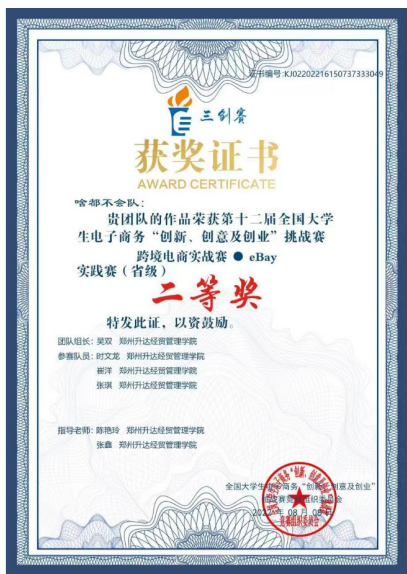 证书编号:KJ02202216150737333049
三创赛
获奖证书
AWARD CERTIFICATE
啥都不会队:
贵团队的作品荣获第十二届全国大学
生电子商务“创新、创意及创业”挑战赛
跨境电商实战赛 ● eBay
实践赛(省级)
二等奖
特发此证,以资鼓励。
团队组长:吴双 郑州升达经贸管理学院
参赛队员:时文龙 郑州升达经贸管理学院
崔洋 郑州升达经贸管理学院
张琪 郑州升达经贸管理学院
指导老师:陈艳玲 郑州升达经贸管理学院
张鑫 郑州升达经贸管理学院
全国大学生电子商务“创新、创意及创业”
挑战赛竞赛组织委员会
2022年 08 月 08 日
竞赛组织委员会